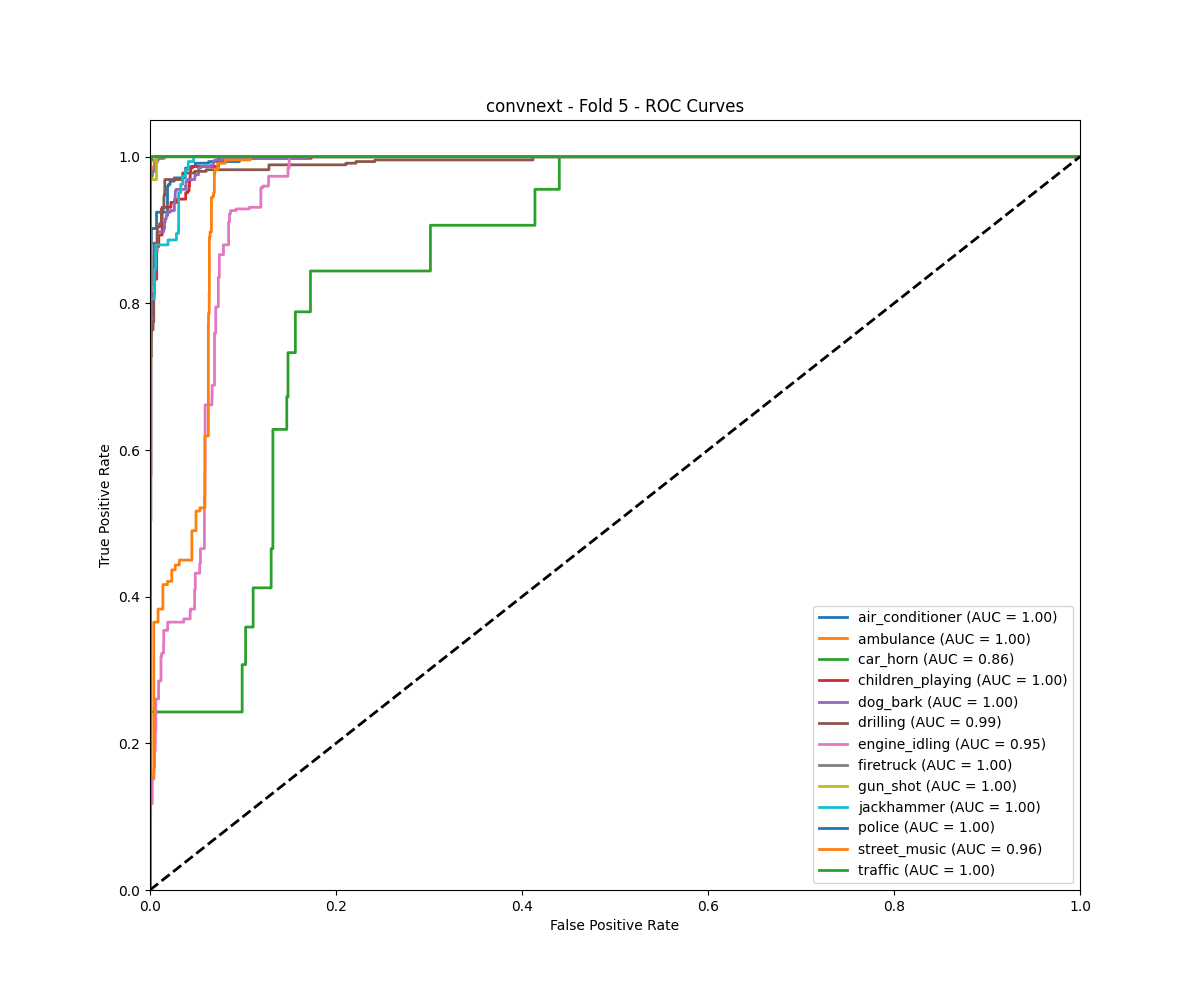 convnext - Fold 5 - ROC Curves
True Positive Rate
1.0
0.8
0.6
0.4
0.2
0.0
air_conditioner (AUC = 1.00)
ambulance (AUC = 1.00)
car_horn (AUC = 0.86)
children_playing (AUC = 1.00)
dog_bark (AUC = 1.00)
drilling (AUC = 0.99)
engine_idling (AUC = 0.95)
firetruck (AUC = 1.00)
gun_shot (AUC = 1.00)
jackhammer (AUC = 1.00)
police (AUC = 1.00)
street_music (AUC = 0.96)
traffic (AUC = 1.00)
0.0 0.2 0.4 0.6 0.8 1.0
False Positive Rate